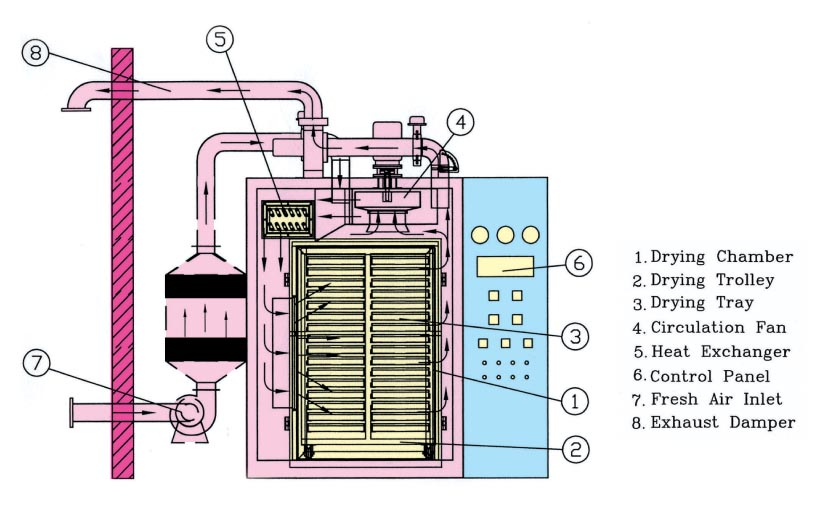 8
5
4
6
3
7
1
2
1. Drying Chamber
2. Drying Trolley
3. Drying Tray
4. Circulation Fan
5. Heat Exchanger
6. Control Panel
7. Fresh Air Inlet
8. Exhaust Damper